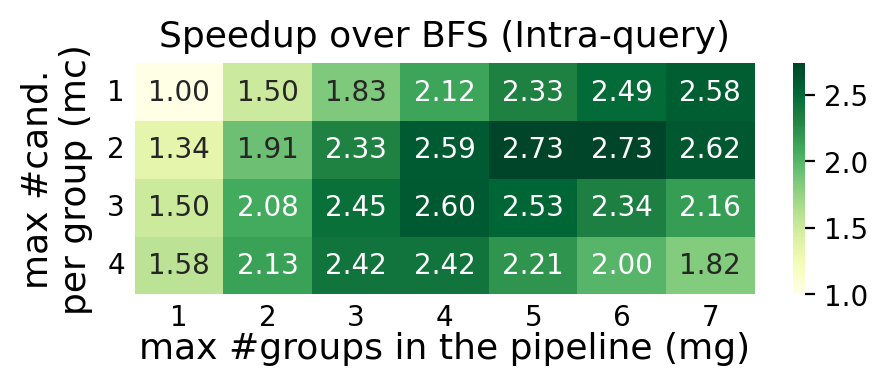 Speedup over BFS (Intra-query)
max #cand.
per group (mc)
1 1.00 1.50 1.83 2.12 2.33 2.49 2.58
2 1.34 1.91 2.33 2.59 2.73 2.73 2.62
3 1.50 2.08 2.45 2.60 2.53 2.34 2.16
4 1.58 2.13 2.42 2.42 2.21 2.00 1.82
1 2 3 4 5 6 7
max #groups in the pipeline (mg)
2.5
2.0
1.5
1.0